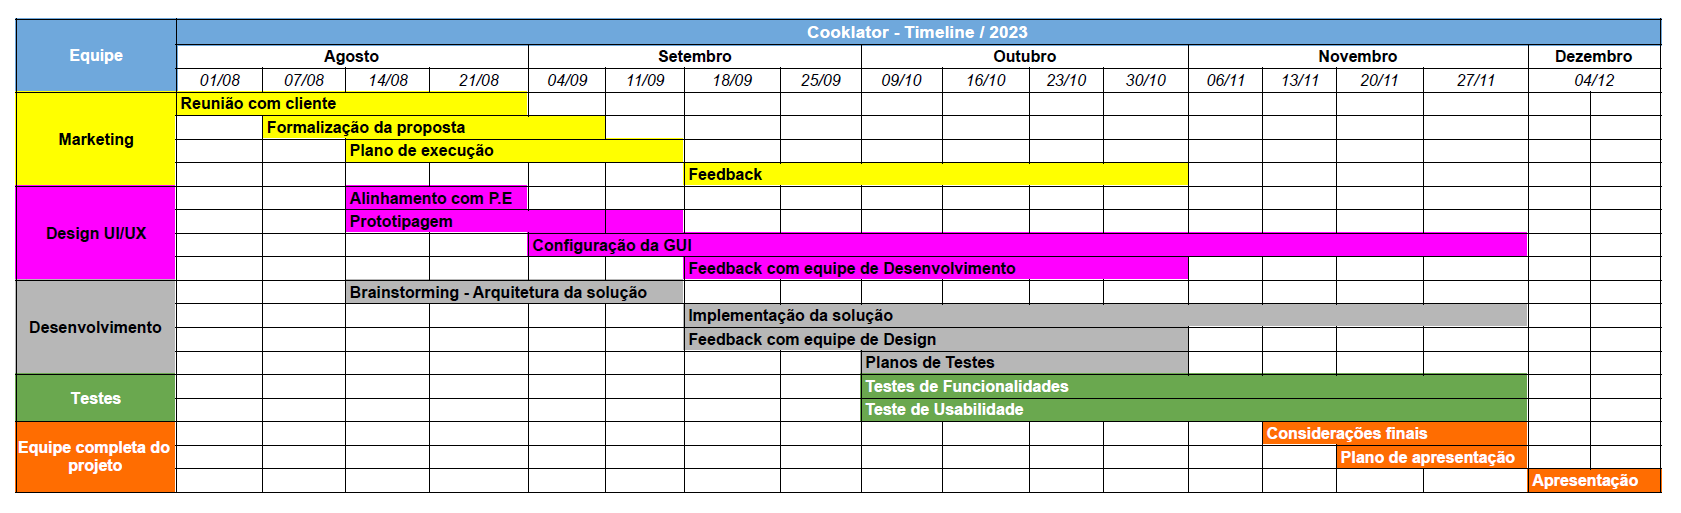 Cooklator - Timeline / 2023
Equipe
Agosto Setembro Outubro Novembro Dezembro
01/08 07/08 14/08 21/08 04/09 11/09 18/09 25/09 09/10 16/10 23/10 30/10 06/11 13/11 20/11 27/11 04/12
Marketing
Reunião com cliente
Formalização da proposta
Plano de execução
Feedback
Design UI/UX
Alinhamento com P.E
Prototipagem
Configuração da GUI
Feedback com equipe de Desenvolvimento
Desenvolvimento
Brainstorming - Arquitetura da solução
Implementação da solução
Feedback com equipe de Design
Planos de Testes
Testes
Testes de Funcionalidades
Teste de Usabilidade
Equipe completa do
projeto
Considerações finais
Plano de apresentação
Apresentação